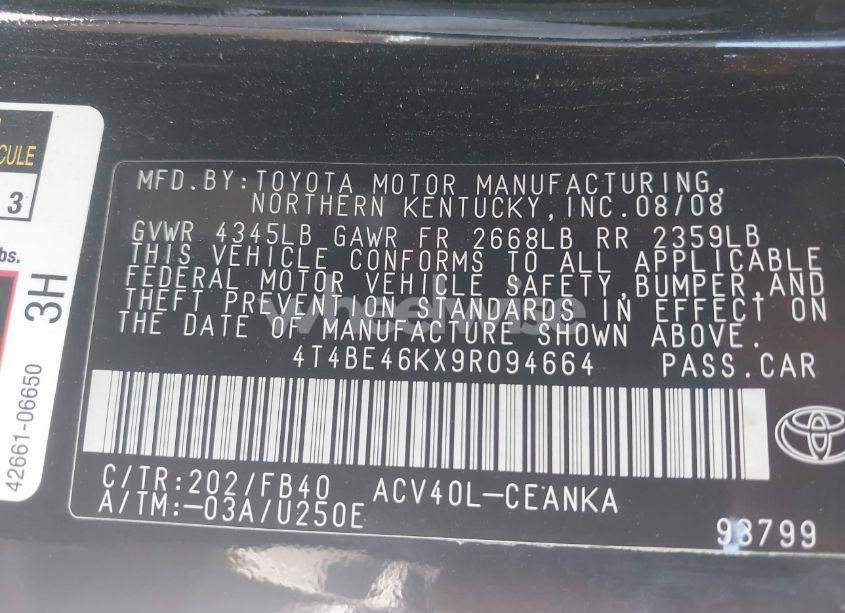 CULE
3
bs.
3H
42661-06650
MFD.BY:TOYOTA MOTOR MANUFACTURING,
NORTHERN KENTUCKY,INC.08/08
GVWR 4345LB GAWR FR 2668LB RR 2359LB
THIS VEHICLE CONFORMS TO ALL APPLICABLE
FEDERAL MOTOR VEHICLE SAFETY,BUMPER,AND
THEFT PREVENTION STANDARDS IN EFFECT ON
THE DATE OF MANUFACTURE SHOWN ABOVE.
wheelwise
4T4BE46KX9R094664 PASS.CAR
C/TR:202/FB40 ACV40L-CEANKA
A/TM:-03A/U250E
93799